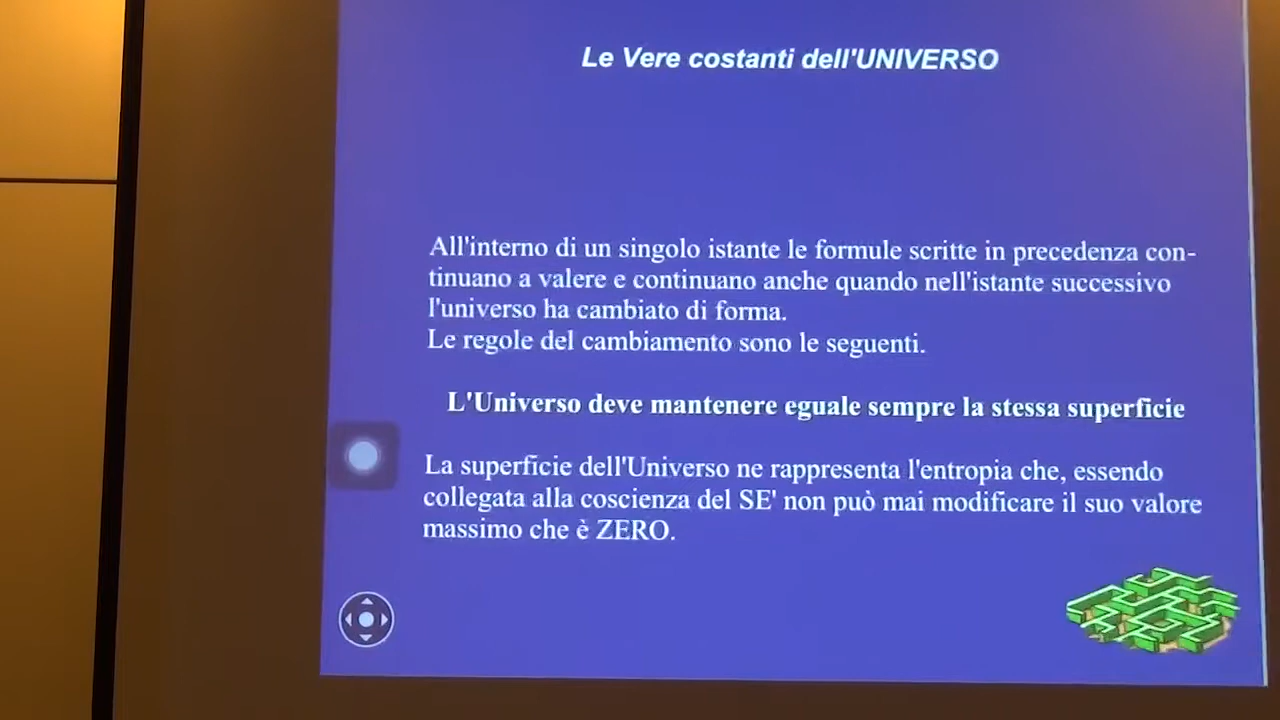 Le Vere costanti dell'UNIVERSO
All'interno di un singolo istante le formule scritte in precedenza con-
tinuano a valere e continuano anche quando nell'istante successivo
l'universo ha cambiato di forma.
Le regole del cambiamento sono le seguenti.
L'Universo deve mantenere eguale sempre la stessa superficie
La superficie dell'Universo ne rappresenta l'entropia che, essendo
collegata alla coscienza del SE' non può mai modificare il suo valore
massimo che è ZERO.